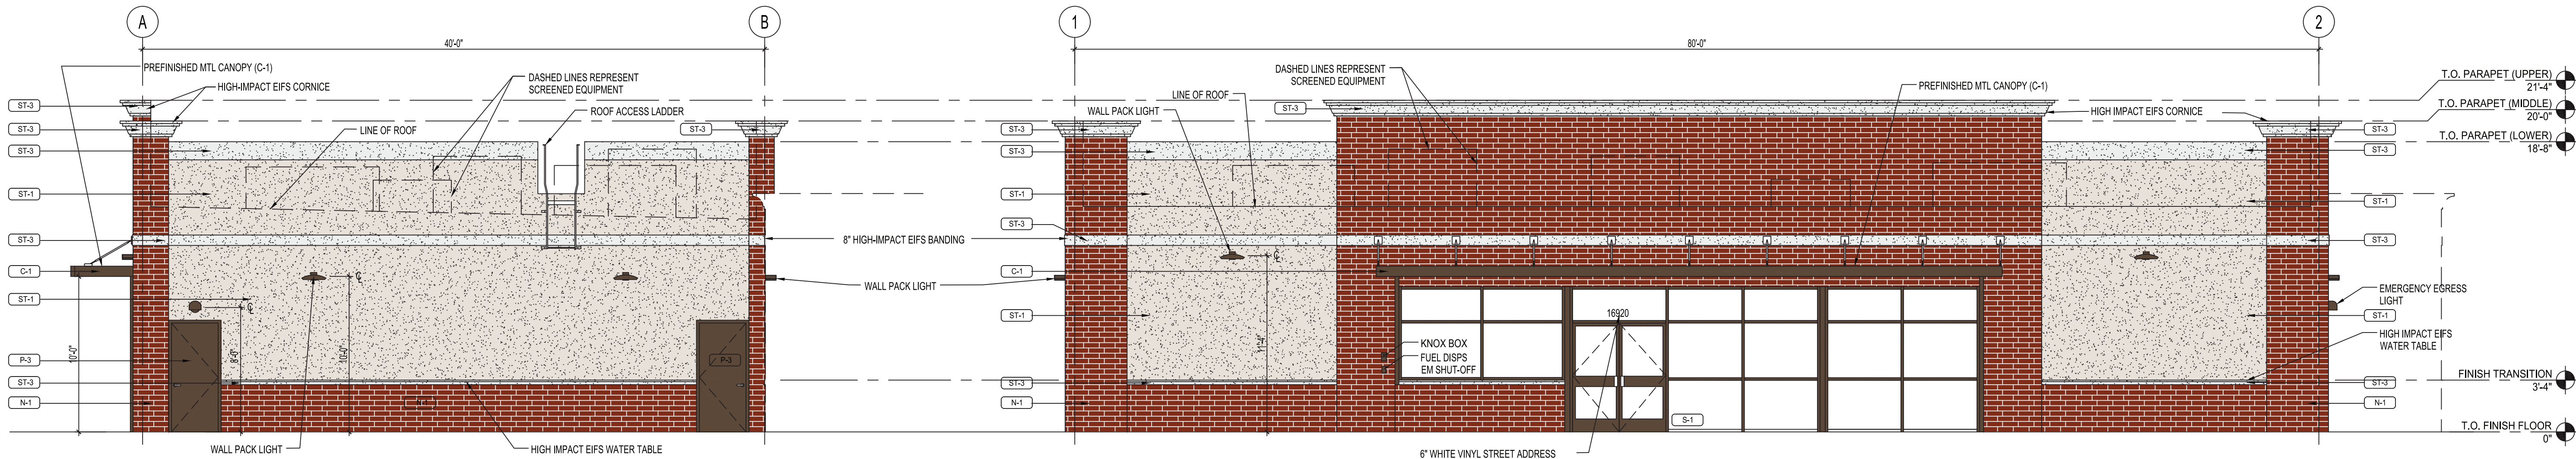 A
B
1
2
40'-0"
80'-0"
PREFINISHED MTL CANOPY (C-1)
HIGH-IMPACT EIFS CORNICE
DASHED LINES REPRESENT
SCREENED EQUIPMENT
ROOF ACCESS LADDER
LINE OF ROOF
ST-3
ST-3
ST-3
ST-1
ST-3
C-1
ST-1
P-3
ST-3
N-1
ST-3
10'-0"
8'-0"
10'-0"
P-3
WALL PACK LIGHT
HIGH IMPACT EIFS WATER TABLE
8" HIGH-IMPACT EIFS BANDING
WALL PACK LIGHT
DASHED LINES REPRESENT
SCREENED EQUIPMENT
LINE OF ROOF
WALL PACK LIGHT
ST-3
PREFINISHED MTL CANOPY (C-1)
HIGH IMPACT EIFS CORNICE
ST-3
ST-3
ST-1
ST-3
C-1
ST-1
ST-3
N-1
11'-4"
16920
KNOX BOX
FUEL DISPS
EM SHUT-OFF
S-1
6" WHITE VINYL STREET ADDRESS
T.O. PARAPET (UPPER)
21'-4"
T.O. PARAPET (MIDDLE)
20'-0"
T.O. PARAPET (LOWER)
18'-8"
ST-3
ST-3
ST-1
ST-3
EMERGENCY EGRESS
LIGHT
ST-1
HIGH IMPACT EIFS
WATER TABLE
ST-3
N-1
FINISH TRANSITION
3'-4"
T.O. FINISH FLOOR
0"